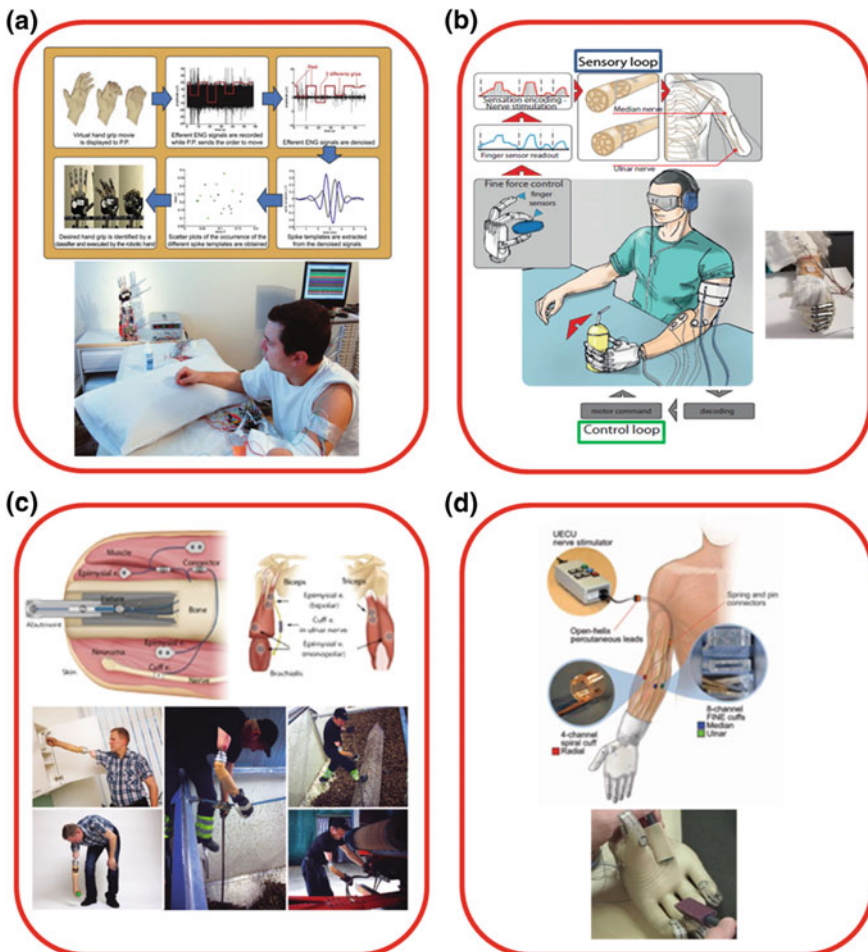 (a)
Virtual hand grip movie
is displayed to P.P.
Efferent ENG signals are recorded
while P.P. sends the order to move
Rest
3 different grips
Efferent ENG signals are denoised
Desired hand grip is identified by a
classifier and executed by the robotic hand
Scatter plots of the occurrence of the
different spike templates are obtained
Spike templates are extracted
from the denoised signals
(b)
Sensory loop
Sensation encoding -
Nerve stimulation
Median nerve
Finger sensor readout
Ulnar nerve
Fine force control
finger
sensors
motor command
decoding
Control loop
(c)
Muscle
Connector
Epimysial e.
Fixture
Bone
Abutment
Neuroma
Epimysial e.
Skin
Cuff e.
Nerve
Biceps
Triceps
Epimysial e.
(bipolar)
Cuff e.
in ulnar nerve
Epimysial e.
(monopolar)
Brachialis
(d)
UECU
nerve stimulator
Spring and pin
connectors
Open-helix
percutaneous leads
8-channel
FINE cuffs
Median
Ulnar
4-channel
spiral cuff
Radial